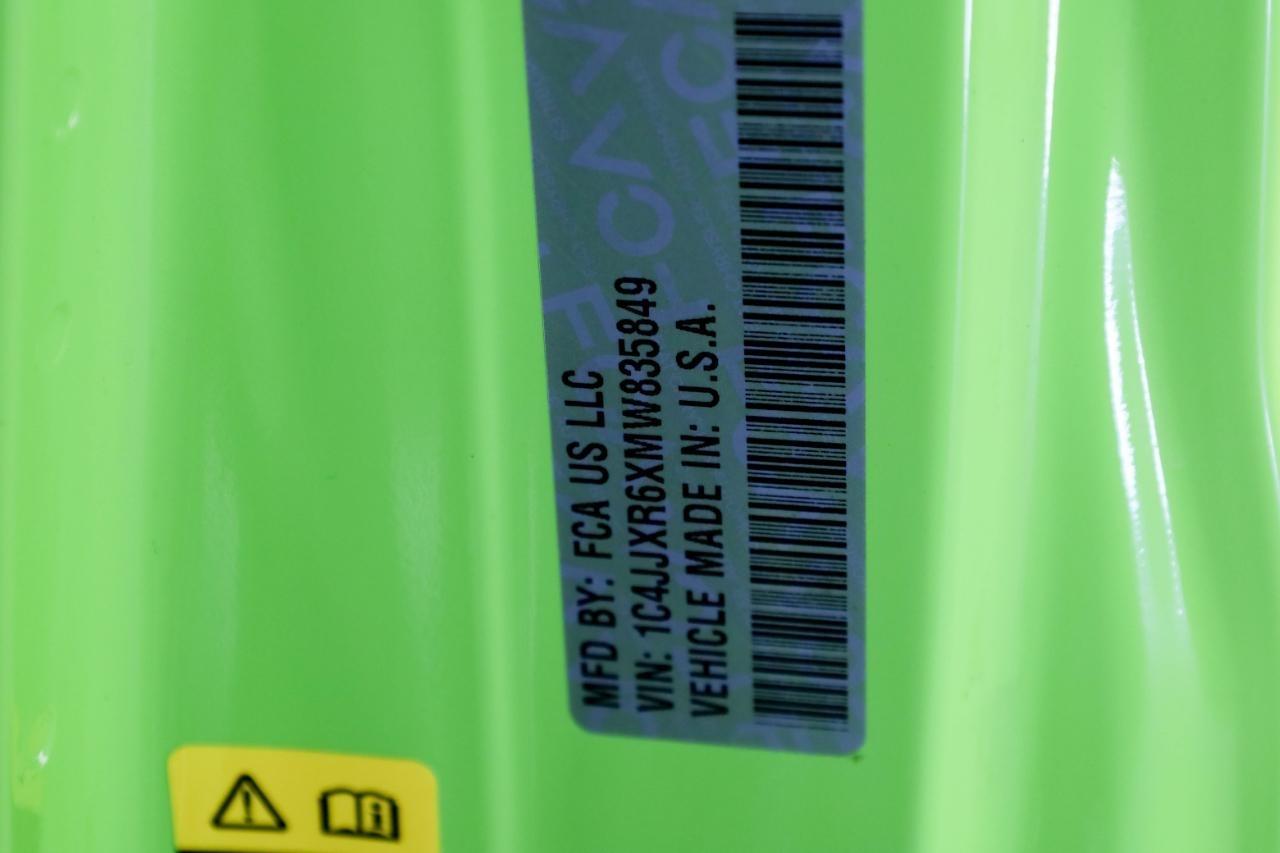 MFD BY: FCA US LLC
VIN: 1C4JJXR6XMW835849
VEHICLE MADE IN: U.S.A.